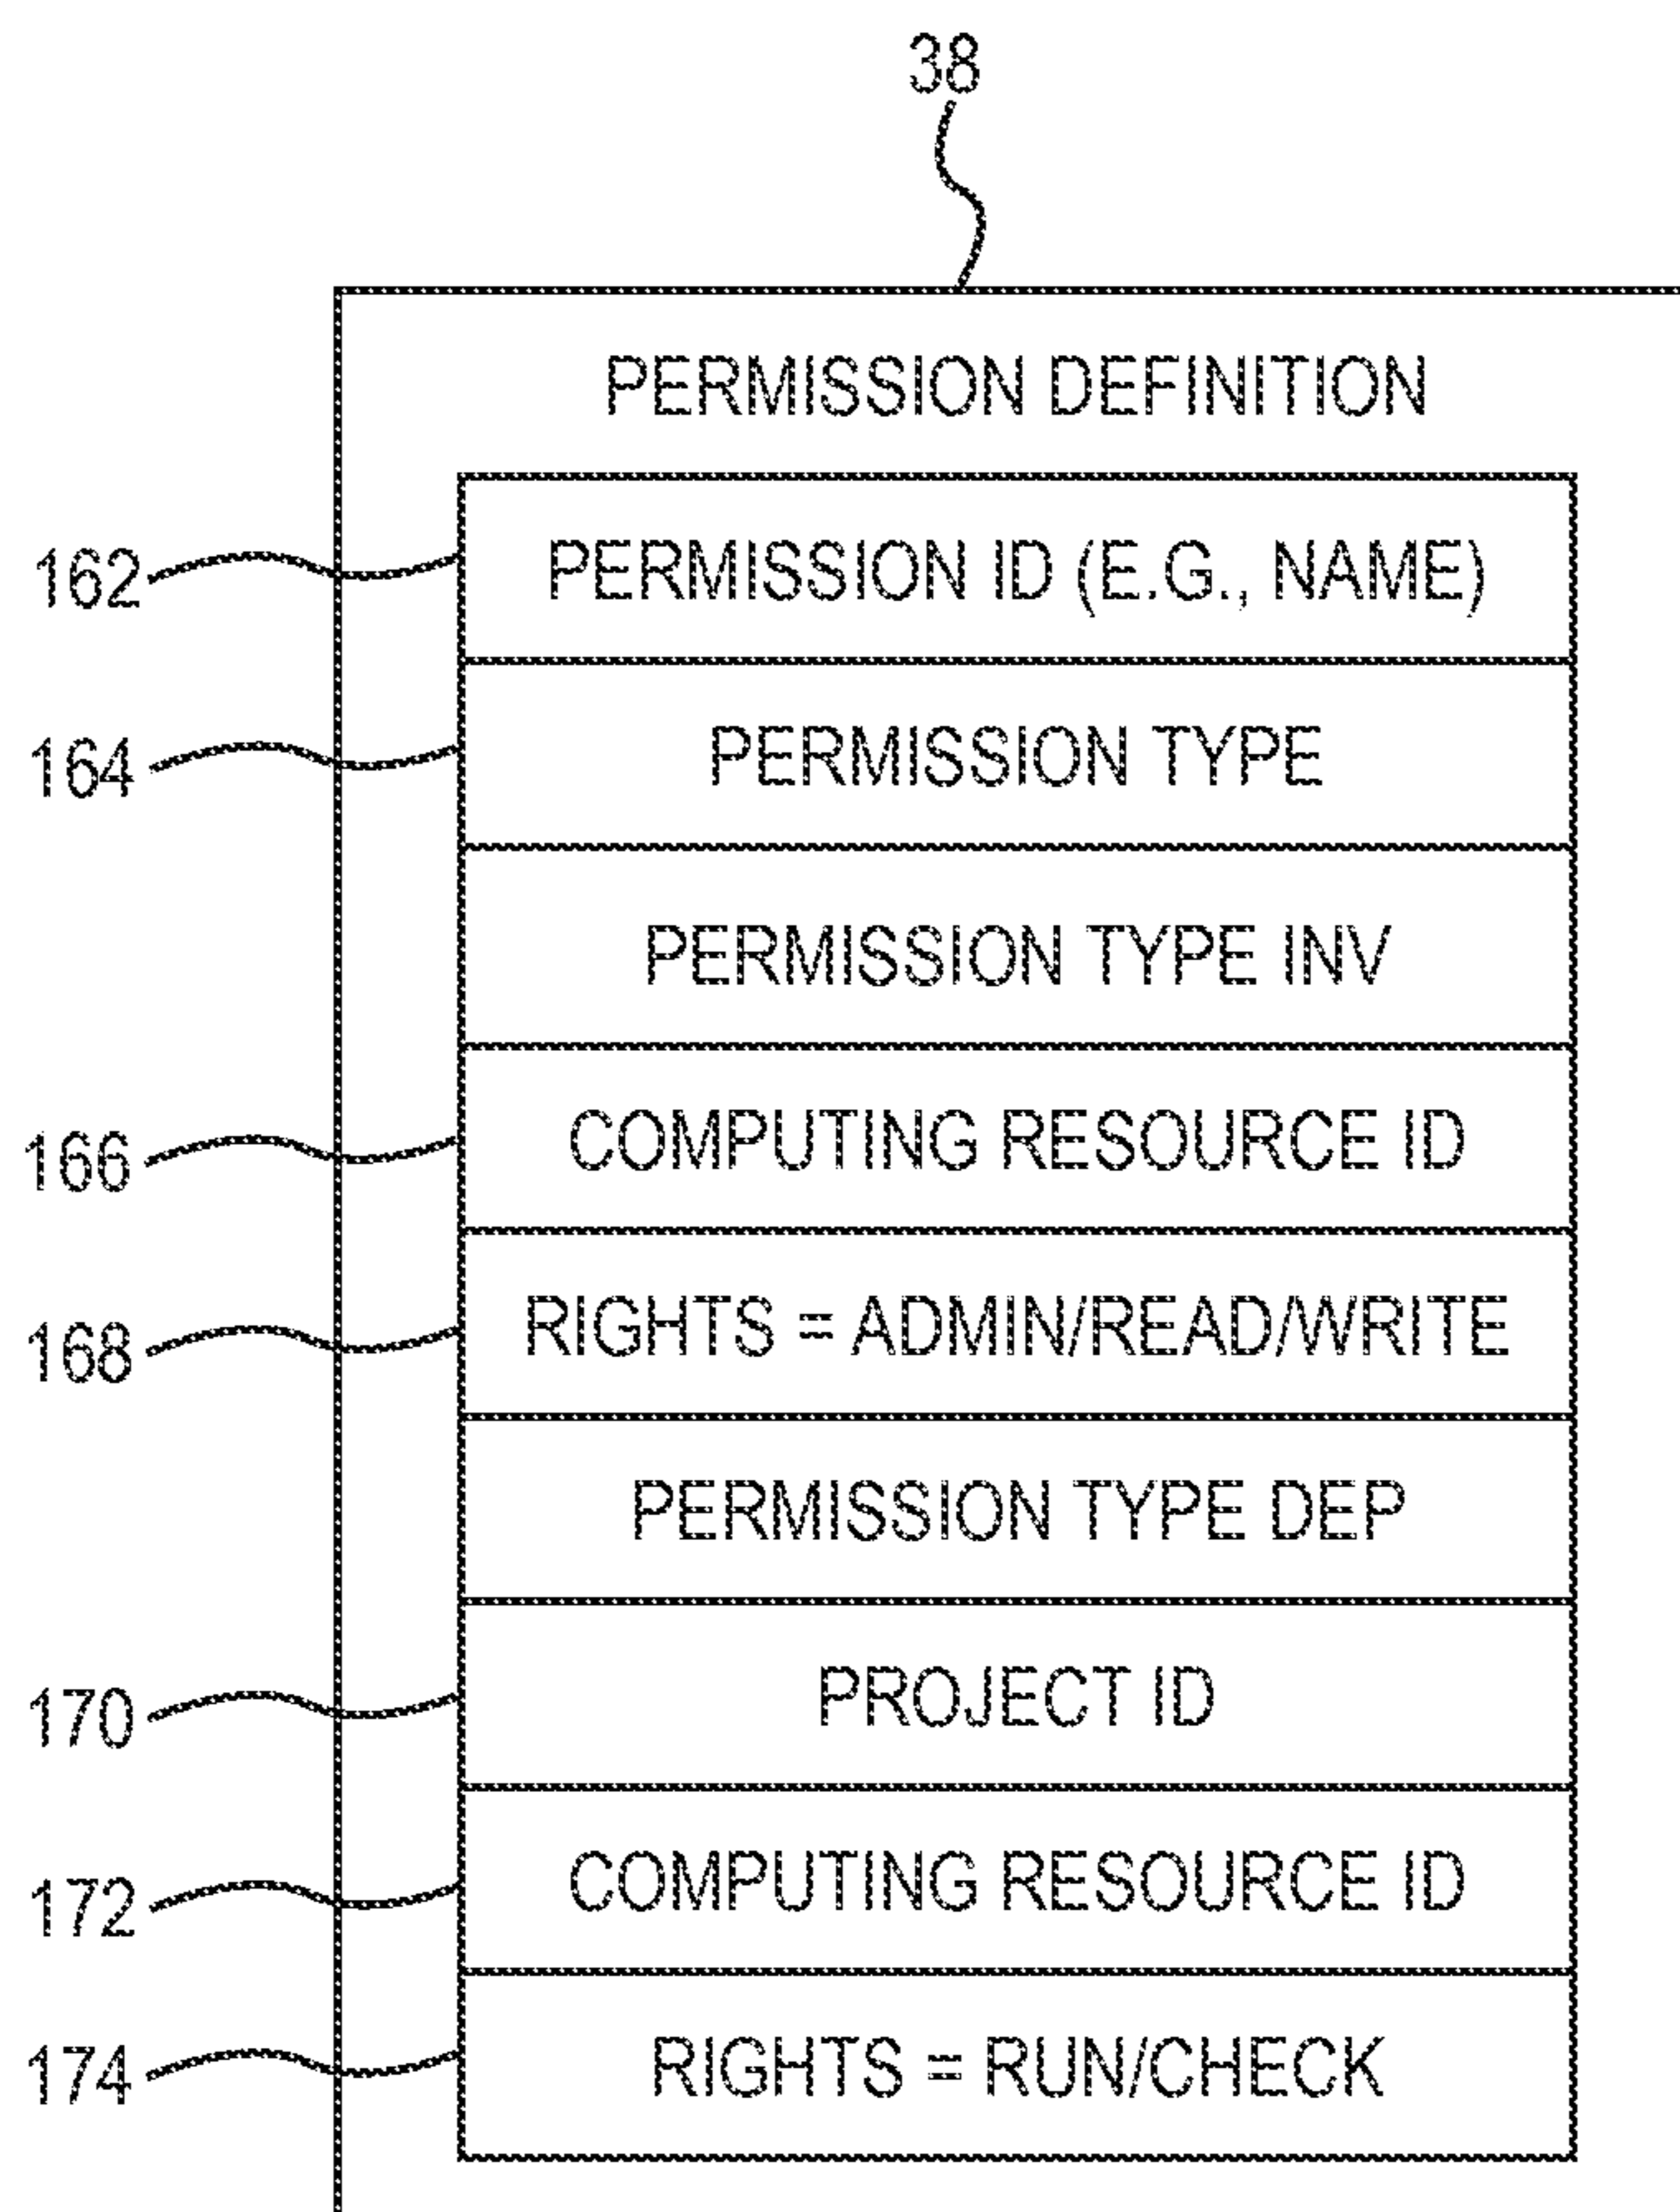 38
PERMISSION DEFINITION
162 PERMISSION ID (E.G., NAME)
164 PERMISSION TYPE
PERMISSION TYPE INV
166 COMPUTING RESOURCE ID
168 RIGHTS = ADMIN/READ/WRITE
PERMISSION TYPE DEP
170 PROJECT ID
172 COMPUTING RESOURCE ID
174 RIGHTS = RUN/CHECK